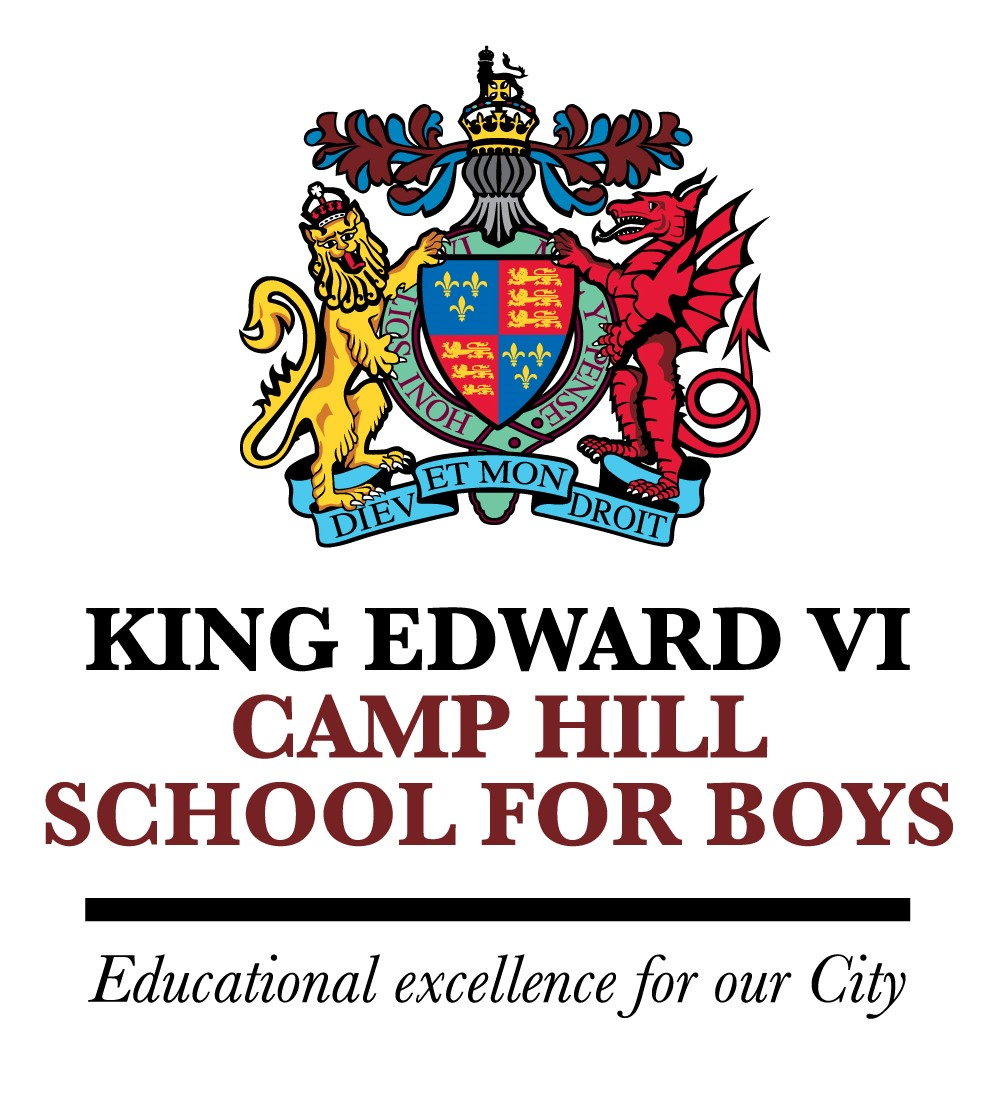 HONI SOIT
Y PENSE
DIEV ET MON DROIT
KING EDWARD VI
CAMP HILL
SCHOOL FOR BOYS
Educational excellence for our City